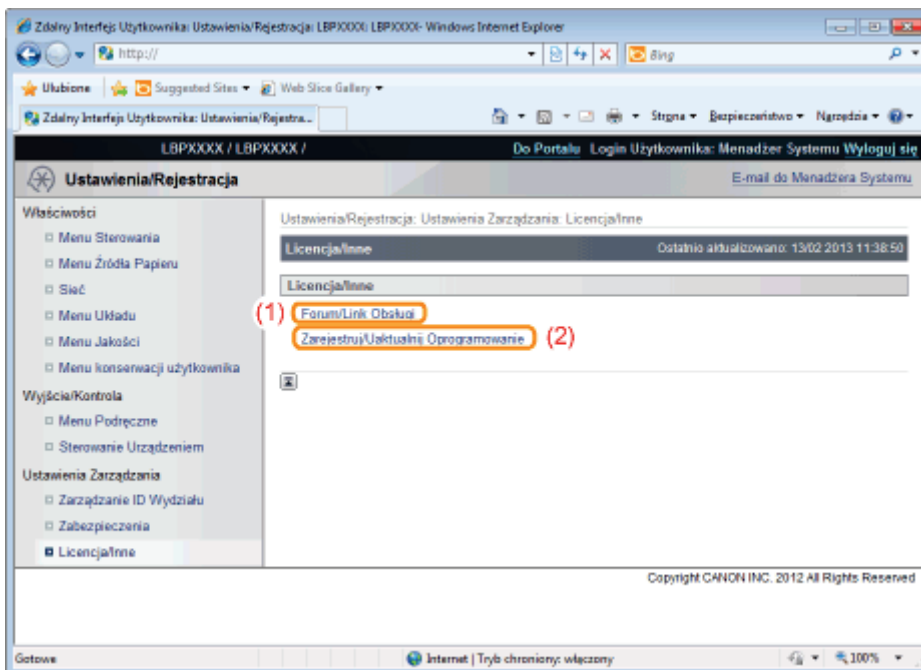 Zdalny Interfejs Użytkownika: Ustawienia/Rejestracja: LBPXXXX: LBPXXXX- Windows Internet Explorer
http://
Bing
Ulubione Suggested Sites Web Slice Gallery
Zdalny Interfejs Użytkownika: Ustawienia/Rejestra...
Strona Bezpieczeństwo Narzędzia
LBPXXXX / LBPXXXX /
Do Portalu Login Użytkownika: Menadżer Systemu Wyloguj się
Ustawienia/Rejestracja
E-mail do Menadżera Systemu
Właściwości
Menu Sterowania
Menu Źródła Papieru
Sieć
Menu Układu
Menu Jakości
Menu konserwacji użytkownika
Wyjście/Kontrola
Menu Podręczne
Sterowanie Urządzeniem
Ustawienia Zarządzania
Zarządzanie ID Wydziału
Zabezpieczenia
Licencja/Inne
Ustawienia/Rejestracja: Ustawienia Zarządzania: Licencja/Inne
Licencja/Inne Ostatnio aktualizowano: 13/02 2013 11:38:50
Licencja/Inne
(1) Forum/Link Obsługi
Zarejestruj/Uaktualnij Oprogramowanie (2)
Copyright CANON INC. 2012 All Rights Reserved
Gotowe
Internet | Tryb chroniony: włączony
100%